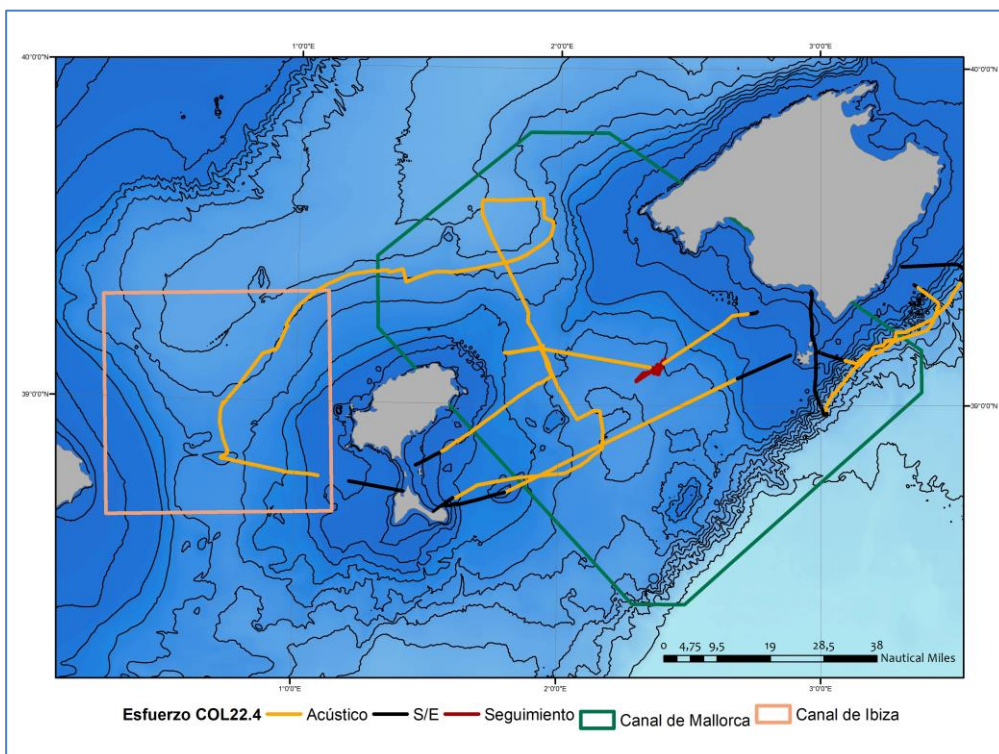 1°0'0"E 2°0'0"E 3°0'0"E
40°0'0"N 40°0'0"N
39°0'0"N 39°0'0"N
0 4,75 9,5 19 28,5 38
Nautical Miles
1°0'0"E 2°0'0"E 3°0'0"E
Esfuerzo COL22.4 Acústico S/E Seguimiento Canal de Mallorca Canal de Ibiza